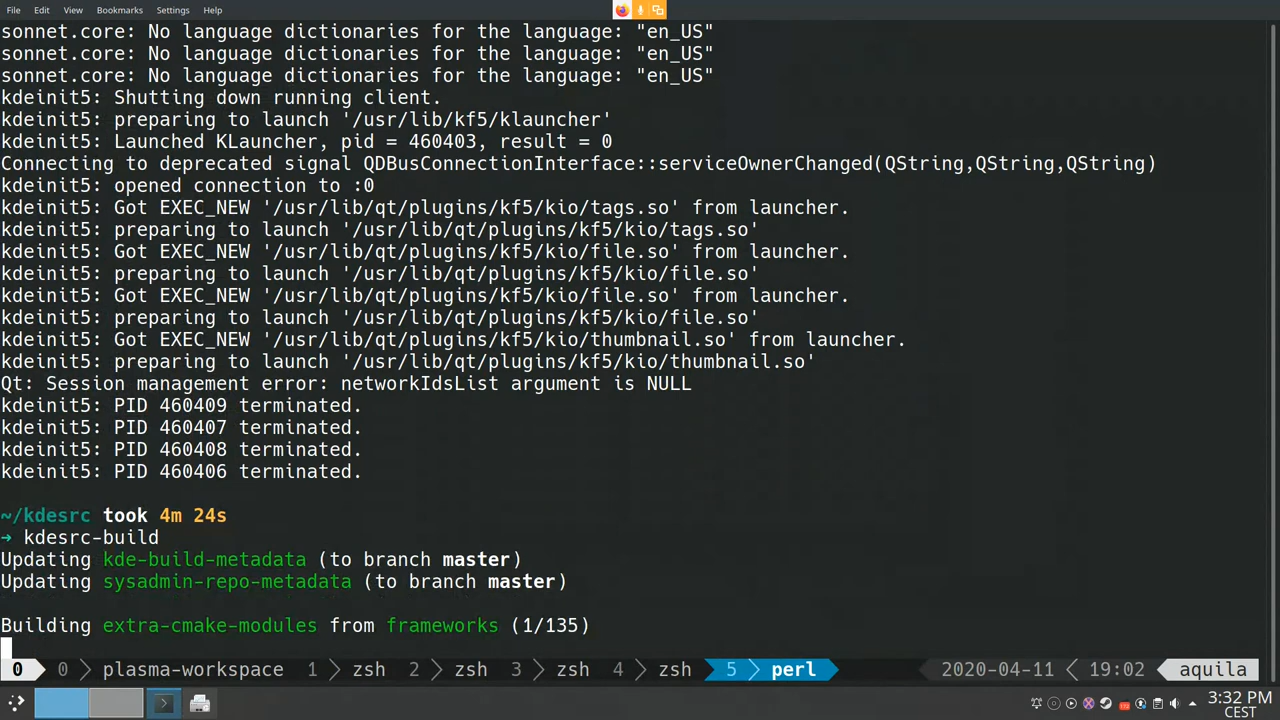 File Edit View Bookmarks Settings Help
sonnet.core: No language dictionaries for the language: "en_US"
sonnet.core: No language dictionaries for the language: "en_US"
sonnet.core: No language dictionaries for the language: "en_US"
kdeinit5: Shutting down running client.
kdeinit5: preparing to launch '/usr/lib/kf5/klauncher'
kdeinit5: Launched KLauncher, pid = 460403, result = 0
Connecting to deprecated signal QDBusConnectionInterface::serviceOwnerChanged(QString,QString,QString)
kdeinit5: opened connection to :0
kdeinit5: Got EXEC_NEW '/usr/lib/qt/plugins/kf5/kio/tags.so' from launcher.
kdeinit5: preparing to launch '/usr/lib/qt/plugins/kf5/kio/tags.so'
kdeinit5: Got EXEC_NEW '/usr/lib/qt/plugins/kf5/kio/file.so' from launcher.
kdeinit5: preparing to launch '/usr/lib/qt/plugins/kf5/kio/file.so'
kdeinit5: Got EXEC_NEW '/usr/lib/qt/plugins/kf5/kio/file.so' from launcher.
kdeinit5: preparing to launch '/usr/lib/qt/plugins/kf5/kio/file.so'
kdeinit5: Got EXEC_NEW '/usr/lib/qt/plugins/kf5/kio/thumbnail.so' from launcher.
kdeinit5: preparing to launch '/usr/lib/qt/plugins/kf5/kio/thumbnail.so'
Qt: Session management error: networkIdsList argument is NULL
kdeinit5: PID 460409 terminated.
kdeinit5: PID 460407 terminated.
kdeinit5: PID 460408 terminated.
kdeinit5: PID 460406 terminated.
~/kdesrc took 4m 24s
➜ kdesrc-build
Updating kde-build-metadata (to branch master)
Updating sysadmin-repo-metadata (to branch master)
Building extra-cmake-modules from frameworks (1/135)
0 0 plasma-workspace 1 zsh 2 zsh 3 zsh 4 zsh 5 perl 2020-04-11 19:02 aquila
3:32 PM
CEST